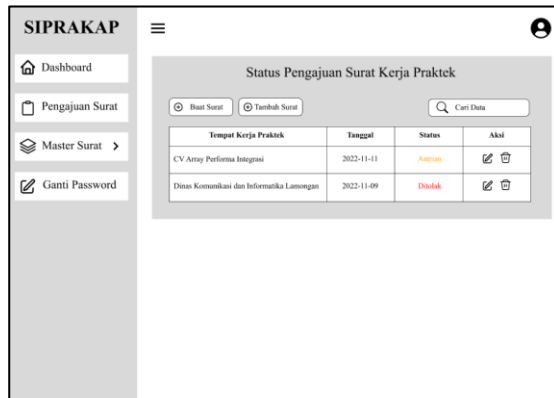 SIPRAKAP
Dashboard
Pengajuan Surat
Master Surat
Ganti Password
Status Pengajuan Surat Kerja Praktek
Buat Surat
Tambah Surat
Cari Data
Tempat Kerja Praktek Tanggal Status Aksi
CV Array Performa Integrasi 2022-11-11 Antrian
Dinas Komunikasi dan Informatika Lamongan 2022-11-09 Ditolak